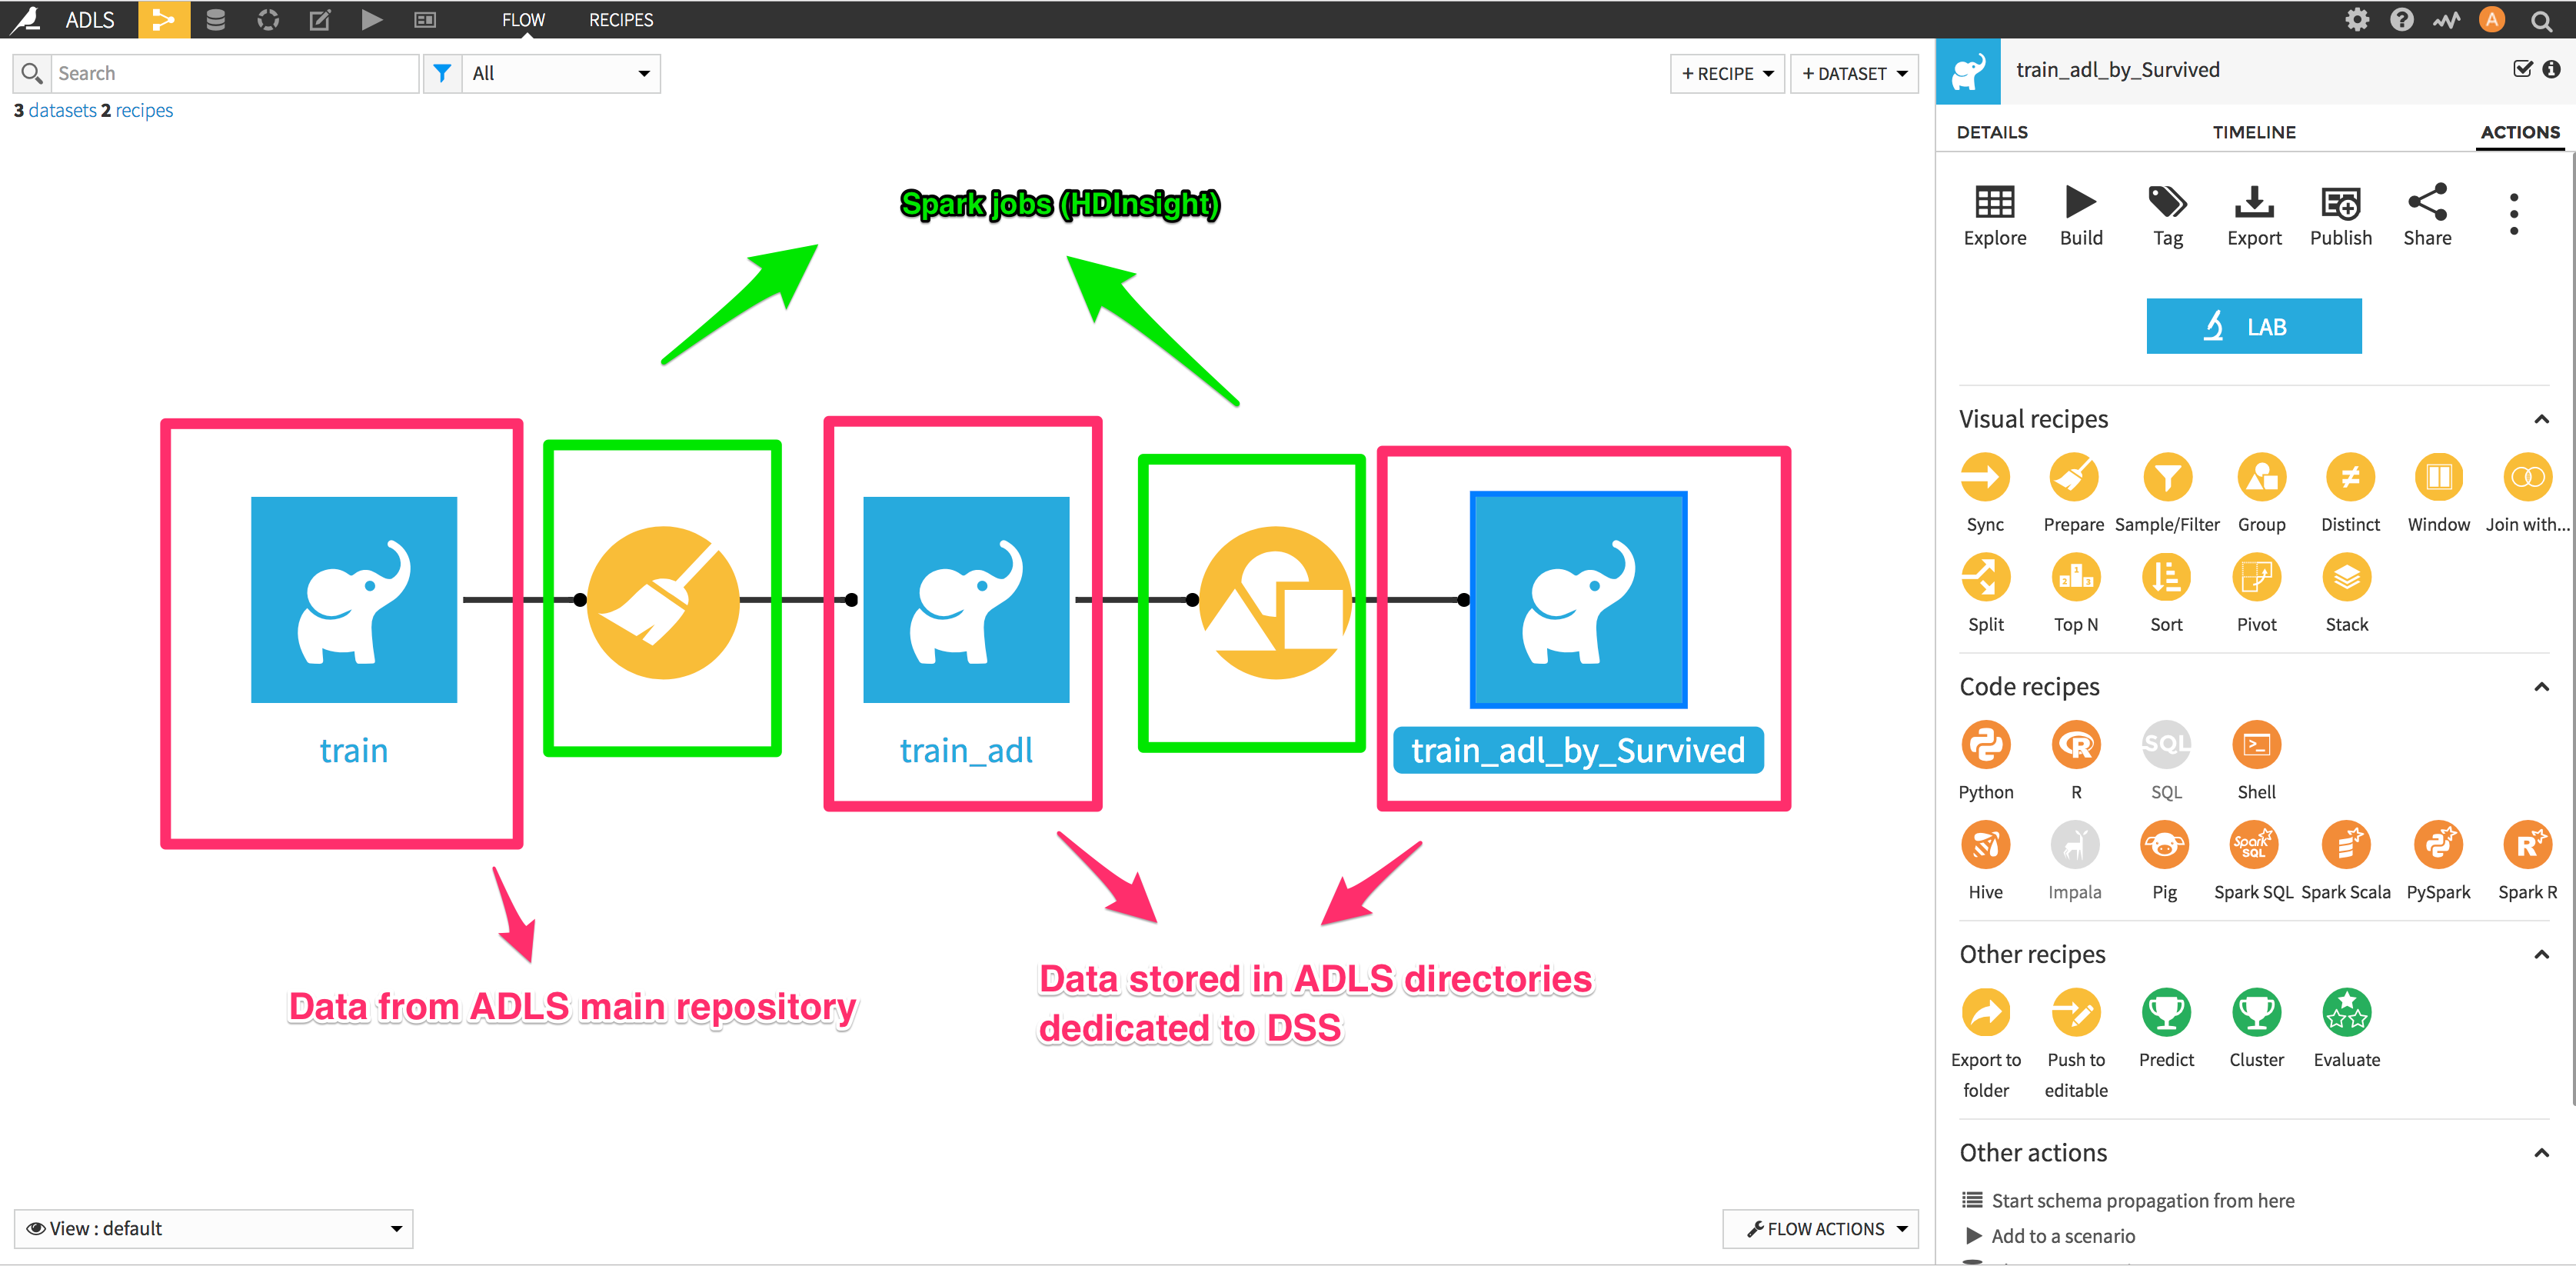 ADLS
FLOW
RECIPES
A
Search
All
+ RECIPE
+ DATASET
3 datasets 2 recipes
Spark jobs (HDInsight)
train
train_adl
train_adl_by_Survived
Data from ADLS main repository
Data stored in ADLS directories
dedicated to DSS
View : default
FLOW ACTIONS
train_adl_by_Survived
DETAILS
TIMELINE
ACTIONS
Explore
Build
Tag
Export
Publish
Share
LAB
Visual recipes
Sync
Prepare
Sample/Filter
Group
Distinct
Window
Join with...
Split
Top N
Sort
Pivot
Stack
Code recipes
SQL
Python
R
SQL
Shell
Spark SQL
Hive
Impala
Pig
Spark SQL
Spark Scala
PySpark
Spark R
Other recipes
Export to folder
Push to editable
Predict
Cluster
Evaluate
Other actions
Start schema propagation from here
Add to a scenario